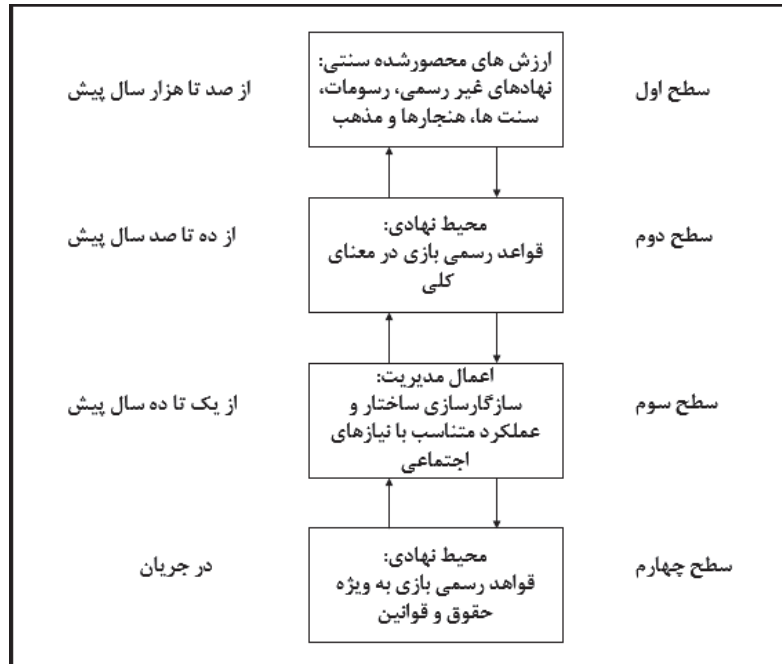 سطح اول
ارزش های محصورشده سنتی:
نهادهای غیر رسمی، رسومات،
سنت ها، هنجارها و مذهب
از صد تا هزار سال پیش
سطح دوم
محیط نهادی:
قواعد رسمی بازی در معنای
کلی
از ده تا صد سال پیش
سطح سوم
اعمال مدیریت:
سازگارسازی ساختار و
عملکرد متناسب با نیازهای
اجتماعی
از یک تا ده سال پیش
سطح چهارم
محیط نهادی:
قواهد رسمی بازی به ویژه
حقوق و قوانین
در جریان